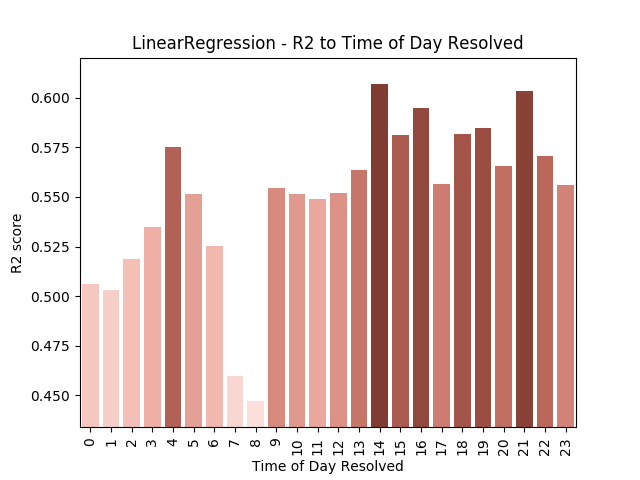 LinearRegression - R2 to Time of Day Resolved
R2 score
0.600
0.575
0.550
0.525
0.500
0.475
0.450
0 1 2 3 4 5 6 7 8 9 10 11 12 13 14 15 16 17 18 19 20 21 22 23
Time of Day Resolved